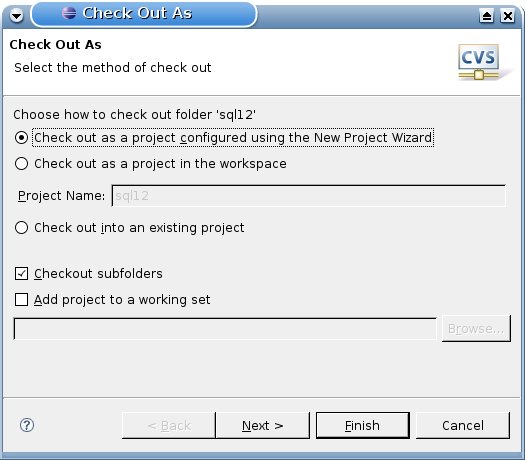 Check Out As
Check Out As
Select the method of check out
CVS
Choose how to check out folder 'sql12'
Check out as a project configured using the New Project Wizard
Check out as a project in the workspace
Project Name: sql12
Check out into an existing project
Checkout subfolders
Add project to a working set
Browse...
? < Back Next > Finish Cancel